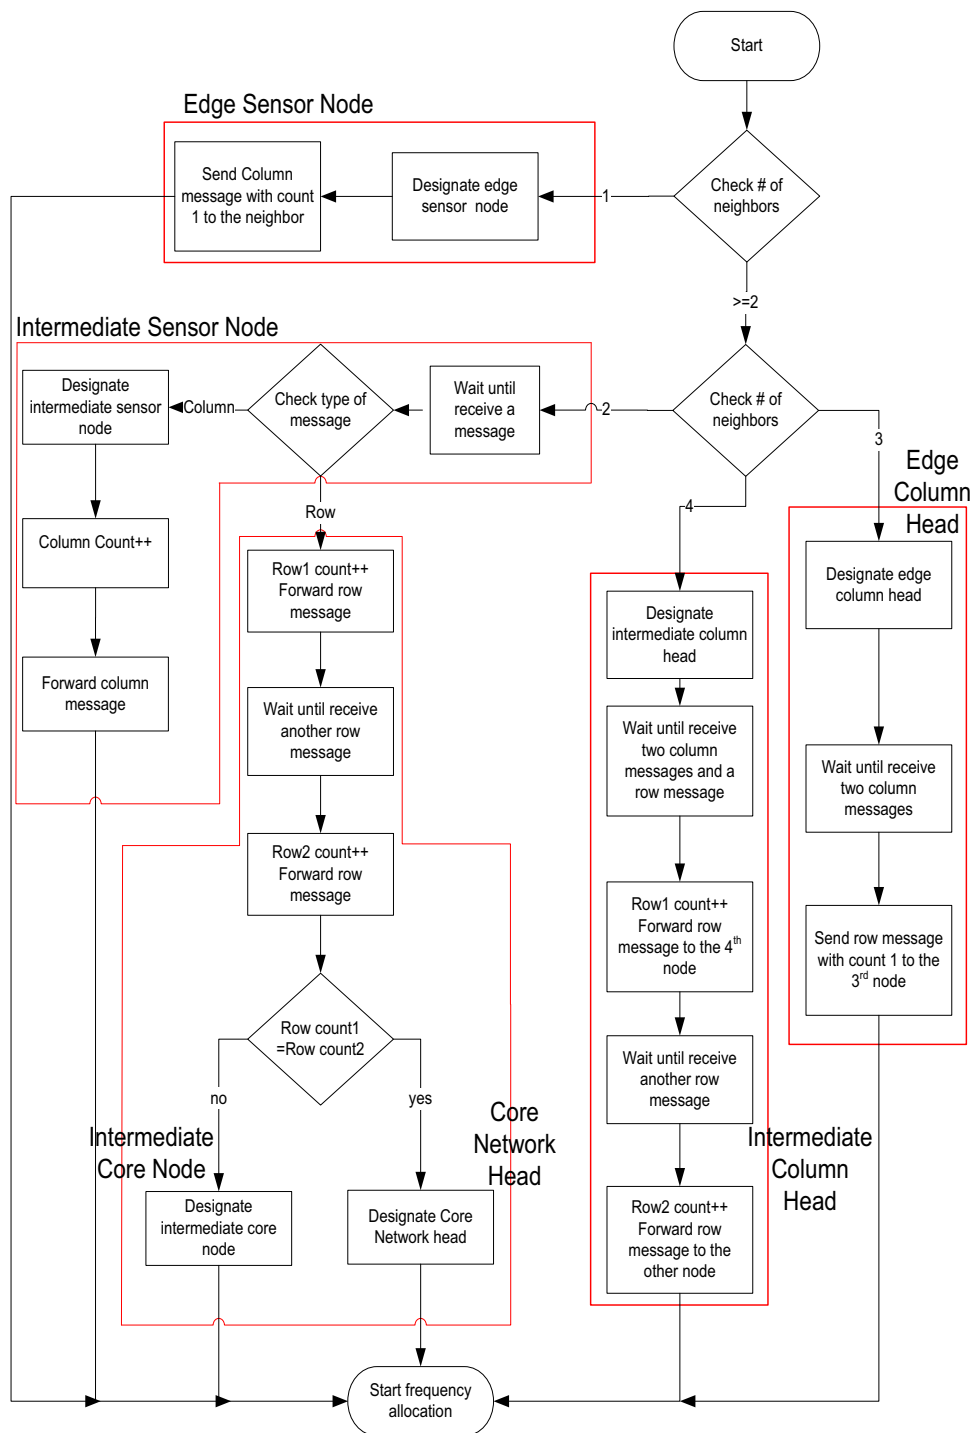 Start
Edge Sensor Node
Send Column
message with count
1 to the neighbor
Designate edge
sensor node
1
Check # of
neighbors
>=2
Intermediate Sensor Node
Designate
intermediate sensor
node
Column
Check type of
message
Wait until
receive a
message
2
Check # of
neighbors
3
Edge
Column
Head
4
Row
Column Count++
Row1 count++
Forward row
message
Designate edge
column head
Designate
intermediate column
head
Forward column
message
Wait until receive
another row
message
Wait until receive
two column
messages and a
row message
Wait until receive
two column
messages
Row2 count++
Forward row
message
Row1 count++
Forward row
message to the 4th
node
Send row message
with count 1 to the
3rd node
Row count1
=Row count2
Wait until receive
another row
message
no
yes
Intermediate
Core Node
Core
Network
Head
Intermediate
Column
Head
Designate
intermediate core
node
Designate Core
Network head
Row2 count++
Forward row
message to the
other node
Start frequency
allocation